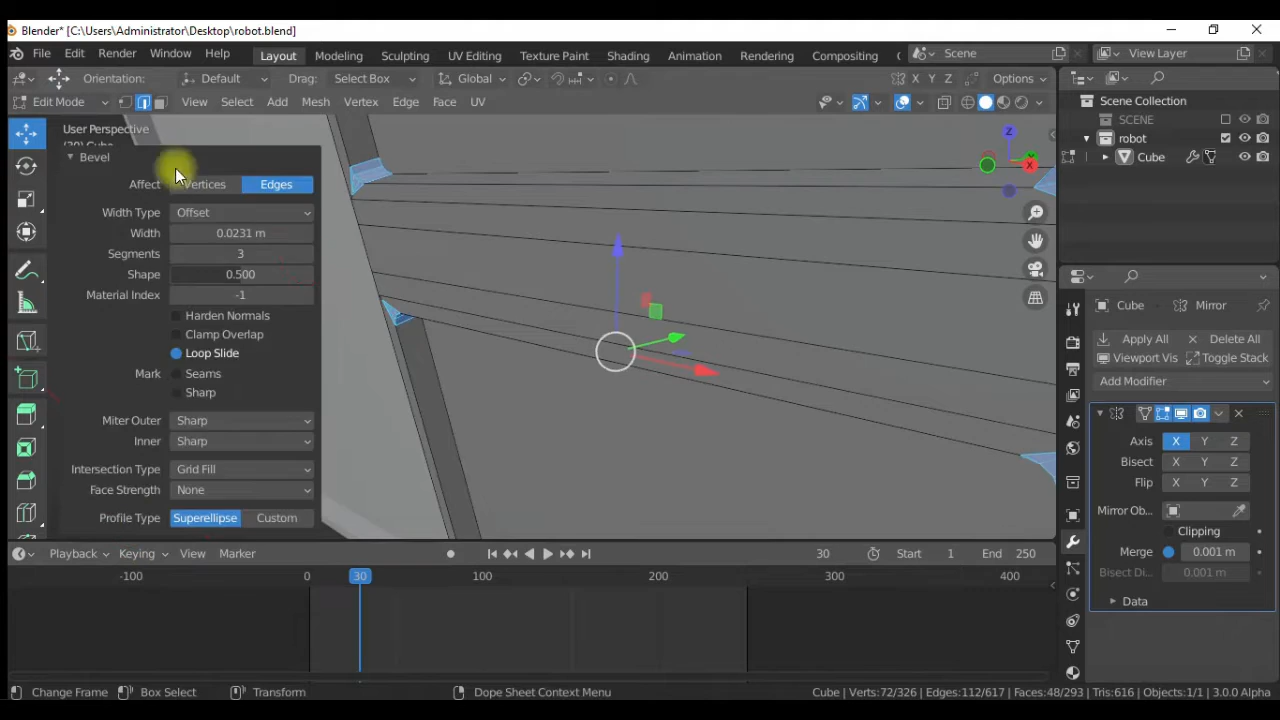 Blender* [C:\Users\Administrator\Desktop\robot.blend]
File Edit Render Window Help Layout Modeling Sculpting UV Editing Texture Paint Shading Animation Rendering Compositing Scene View Layer
Orientation: Default Drag: Select Box Global X Y Z Options
Edit Mode View Select Add Mesh Vertex Edge Face UV
Scene Collection
SCENE
robot
Cube
User Perspective
Z
X
Bevel
Affect Vertices Edges
Width Type Offset
Width 0.0231 m
Segments 3
Shape 0.500
Material Index -1
Harden Normals
Clamp Overlap
Loop Slide
Mark Seams
Sharp
Miter Outer Sharp
Inner Sharp
Intersection Type Grid Fill
Face Strength None
Profile Type Superellipse Custom
Cube Mirror
Apply All Delete All
Viewport Vis Toggle Stack
Add Modifier
Axis X Y Z
Bisect X Y Z
Flip X Y Z
Mirror Ob...
Clipping
Merge 0.001 m
Bisect Di... 0.001 m
Data
Playback Keying View Marker 30 Start 1 End 250
-100 0 30 100 200 300 400
Change Frame Box Select Transform Dope Sheet Context Menu Cube | Verts:72/326 | Edges:112/617 | Faces:48/293 | Tris:616 | Objects:1/1 | 3.0.0 Alpha